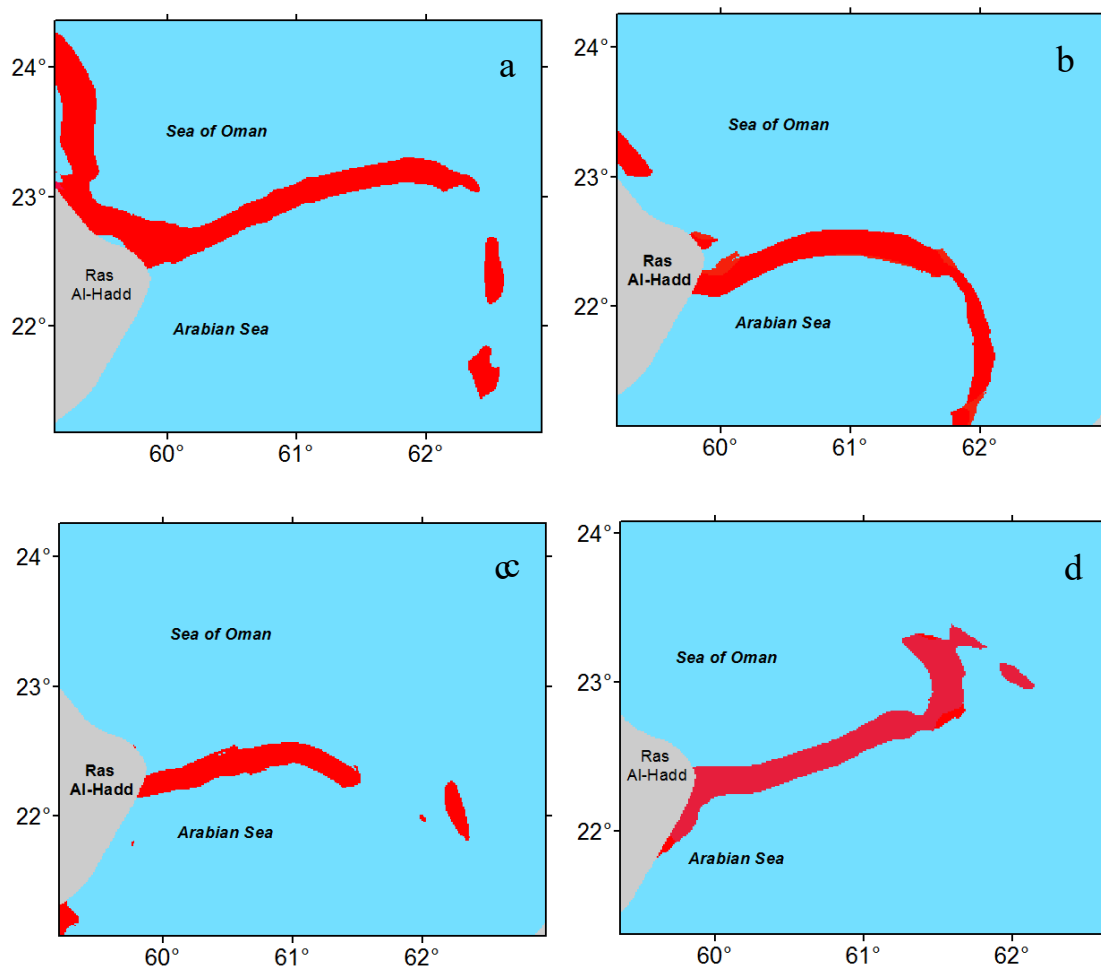 a
24°
Sea of Oman
23°
Ras
Al-Hadd
22°
Arabian Sea
60°
61°
62°
b
24°
Sea of Oman
23°
Ras
Al-Hadd
22°
Arabian Sea
60°
61°
62°
cc
24°
Sea of Oman
23°
Ras
Al-Hadd
22°
Arabian Sea
60°
61°
62°
d
24°
Sea of Oman
23°
Ras
Al-Hadd
22°
Arabian Sea
60°
61°
62°